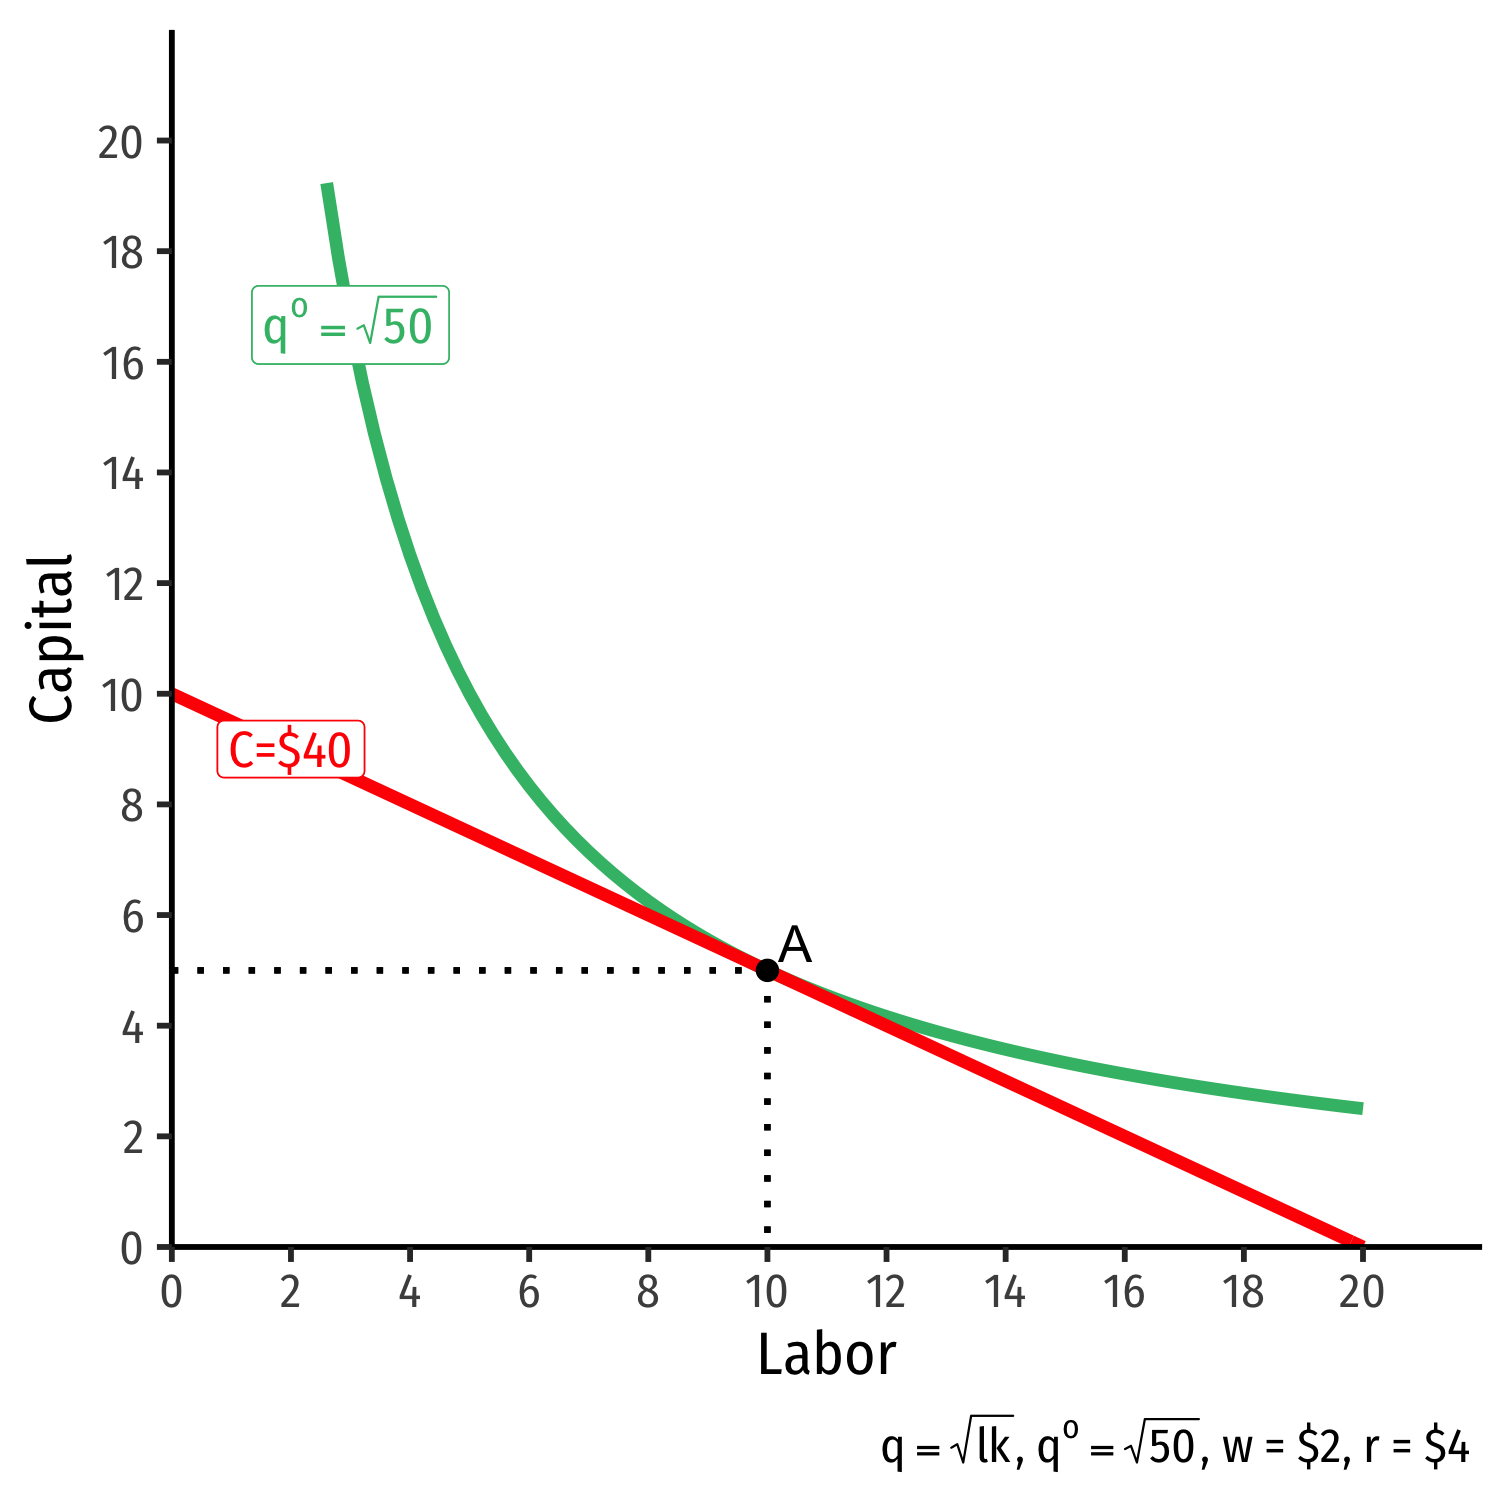 20
18
q° = √50
16
14
12
Capital
10
C=$40
8
6
A
4
2
0
0 2 4 6 8 10 12 14 16 18 20
Labor
q = √lk, q° = √50, w = $2, r = $4